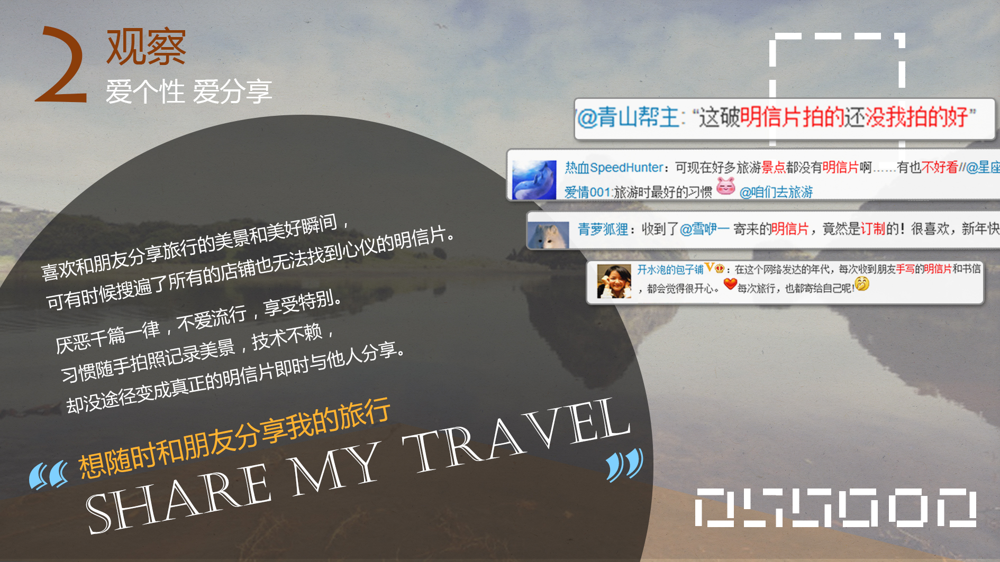 2
观察
爱个性 爱分享
/@青山帮主：“这破明信片拍的还没我拍的好”
热血SpeedHunter：可现在好多旅游景点都没有明信片啊……有也不好看//@星座
爱情001:旅游时最好的习惯 @咱们去旅游
青萝狐狸：收到了@雪咿一 寄来的明信片，竟然是订制的！很喜欢，新年快
开水泡的包子铺V：在这个网络发达的年代，每次收到朋友手写的明信片和书信
，都会觉得很开心。每次旅行，也都寄给自己呢!
喜欢和朋友分享旅行的美景和美好瞬间，
可有时候搜遍了所有的店铺也无法找到心仪的明信片。
厌恶千篇一律，不爱流行，享受特别。
习惯随手拍照记录美景，技术不赖，
却没途径变成真正的明信片即时与他人分享。
“想随时和朋友分享我的旅行
SHARE MY TRAVEL”